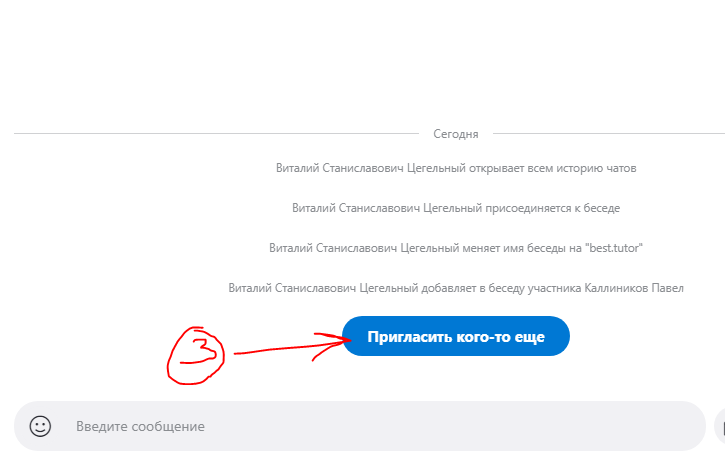 Сегодня
Виталий Станиславович Цегельный открывает всем историю чатов
Виталий Станиславович Цегельный присоединяется к беседе
Виталий Станиславович Цегельный меняет имя беседы на "best.tutor"
Виталий Станиславович Цегельный добавляет в беседу участника Каллиников Павел
Пригласить кого-то еще
3
Введите сообщение